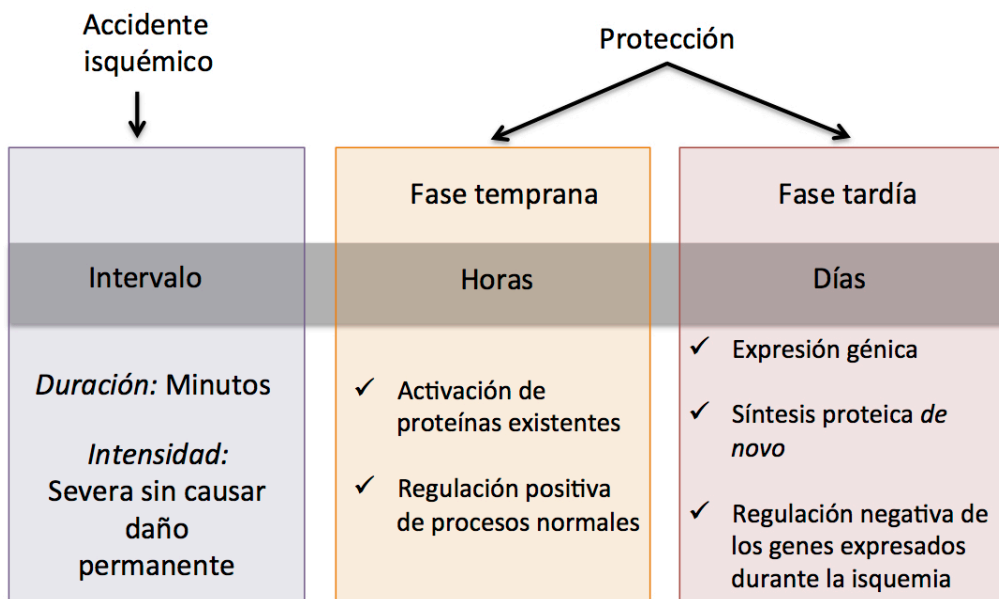 Accidente
isquémico
Protección
Intervalo
Duración: Minutos
Intensidad:
Severa sin causar
daño
permanente
Fase temprana
Horas
✓ Activación de
proteínas existentes
✓ Regulación positiva
de procesos normales
Fase tardía
Días
✓ Expresión génica
✓ Síntesis proteica de
novo
✓ Regulación negativa de
los genes expresados
durante la isquemia